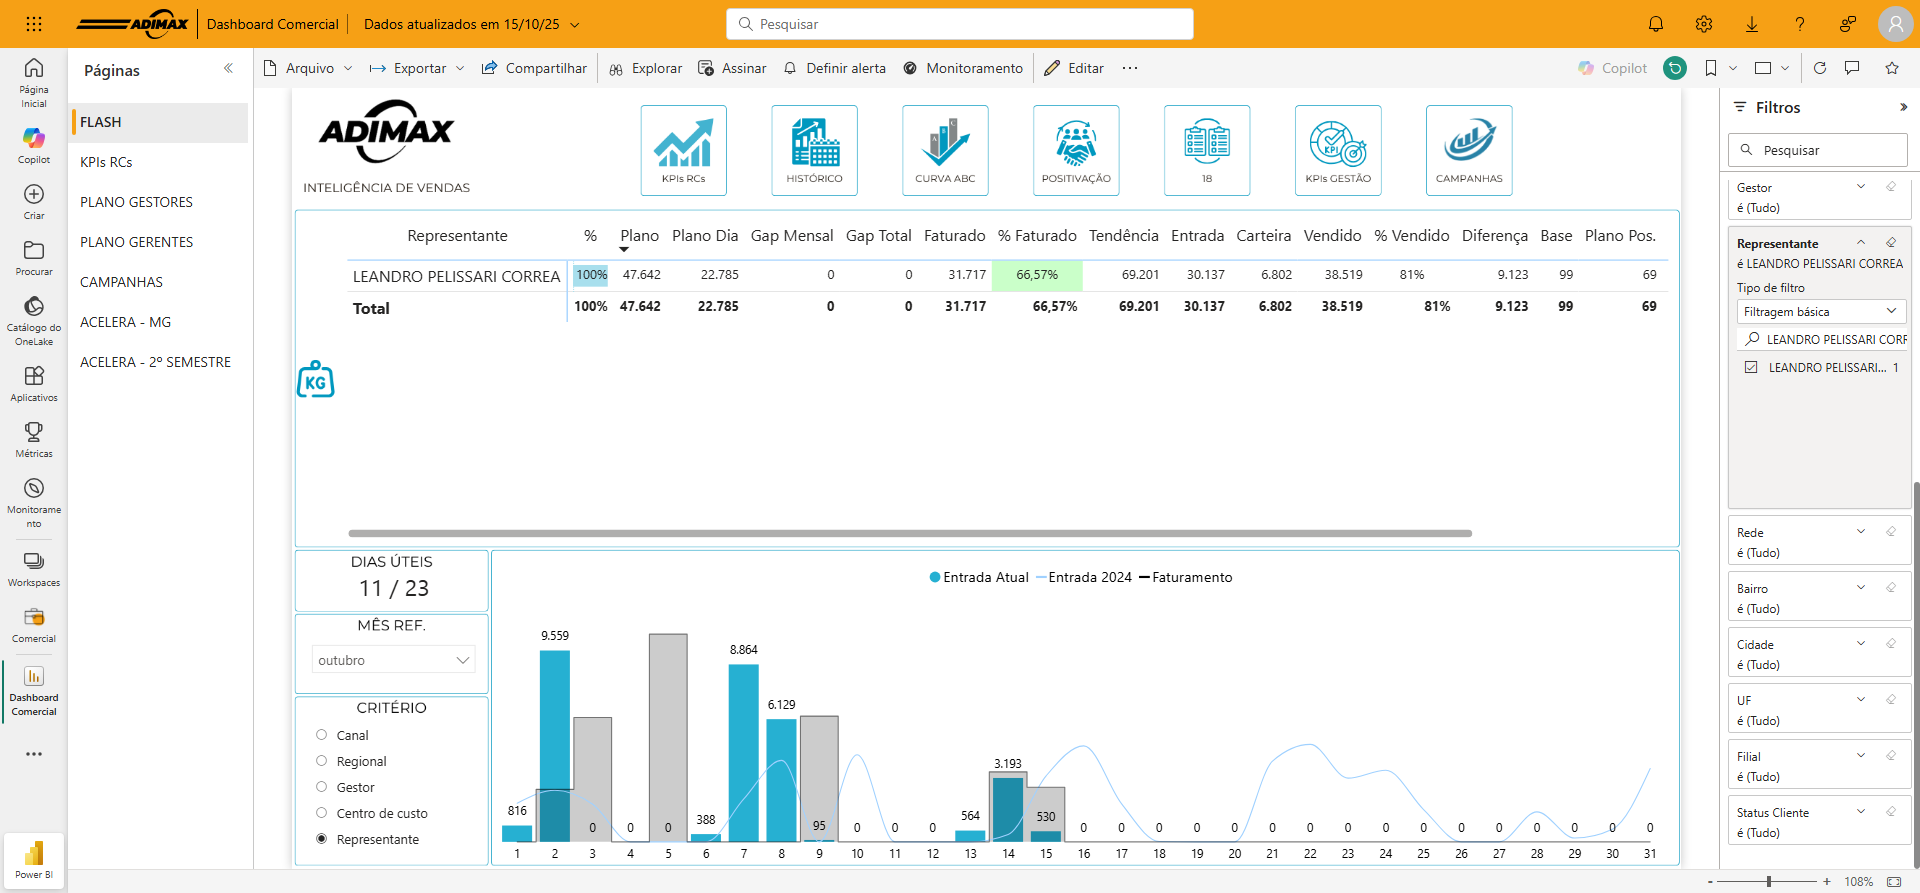 ADIMAX
Dashboard Comercial
Dados atualizados em 15/10/25
Pesquisar
Página Inicial
Copilot
Criar
Procurar
Catálogo do OneLake
Aplicativos
Métricas
Monitoramento
Workspaces
Comercial
Dashboard Comercial
Power BI
Páginas
FLASH
KPIs RCs
PLANO GESTORES
PLANO GERENTES
CAMPANHAS
ACELERA - MG
ACELERA - 2º SEMESTRE
Arquivo Exportar Compartilhar Explorar Assinar Definir alerta Monitoramento Editar Copilot
ADIMAX
INTELIGÊNCIA DE VENDAS
KPIs RCs
HISTÓRICO
A B C
CURVA ABC
POSITIVAÇÃO
18
KPI
KPIs GESTÃO
CAMPANHAS
Representante % Plano Plano Dia Gap Mensal Gap Total Faturado % Faturado Tendência Entrada Carteira Vendido % Vendido Diferença Base Plano Pos.
LEANDRO PELISSARI CORREA 100% 47.642 22.785 0 0 31.717 66,57% 69.201 30.137 6.802 38.519 81% 9.123 99 69
Total 100% 47.642 22.785 0 0 31.717 66,57% 69.201 30.137 6.802 38.519 81% 9.123 99 69
KG
DIAS ÚTEIS
11 / 23
MÊS REF.
outubro
CRITÉRIO
Canal
Regional
Gestor
Centro de custo
Representante
Entrada Atual Entrada 2024 Faturamento
816 9.559 0 0 0 388 8.864 6.129 95 0 0 0 564 3.193 530 0 0 0 0 0 0 0 0 0 0 0 0 0 0 0 0
1 2 3 4 5 6 7 8 9 10 11 12 13 14 15 16 17 18 19 20 21 22 23 24 25 26 27 28 29 30 31
Filtros
Pesquisar
Gestor
é (Tudo)
Representante
é LEANDRO PELISSARI CORREA
Tipo de filtro
Filtragem básica
LEANDRO PELISSARI CORR
LEANDRO PELISSARI... 1
Rede
é (Tudo)
Bairro
é (Tudo)
Cidade
é (Tudo)
UF
é (Tudo)
Filial
é (Tudo)
Status Cliente
é (Tudo)
- + 108%